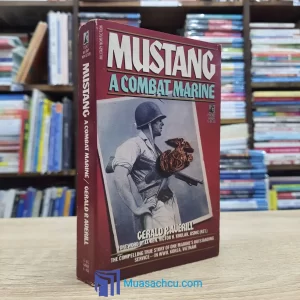 MUSTANG
A COMBAT MARINE
GERALD P. AVERILL
THE COMPELLING TRUE STORY OF ONE MARINE'S OUTSTANDING
SERVICE—IN WWII, KOREA, VIETNAM
MUSTANG
A COMBAT MARINE
GERALD P. AVERILL
Muasachcu.com